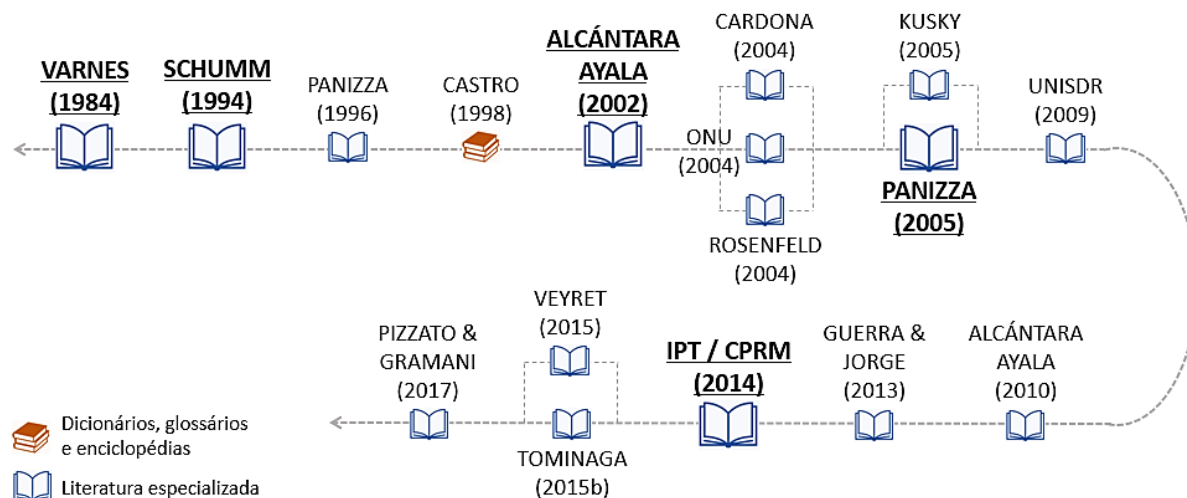 VARNES
(1984)
SCHUMM
(1994)
PANIZZA
(1996)
CASTRO
(1998)
ALCÁNTARA
AYALA
(2002)
CARDONA
(2004)
ONU
(2004)
ROSENFELD
(2004)
KUSKY
(2005)
PANIZZA
(2005)
UNISDR
(2009)
PIZZATO &
GRAMANI
(2017)
VEYRET
(2015)
TOMINAGA
(2015b)
IPT / CPRM
(2014)
GUERRA &
JORGE
(2013)
ALCÁNTARA
AYALA
(2010)
Dicionários, glossários
e enciclopédias
Literatura especializada